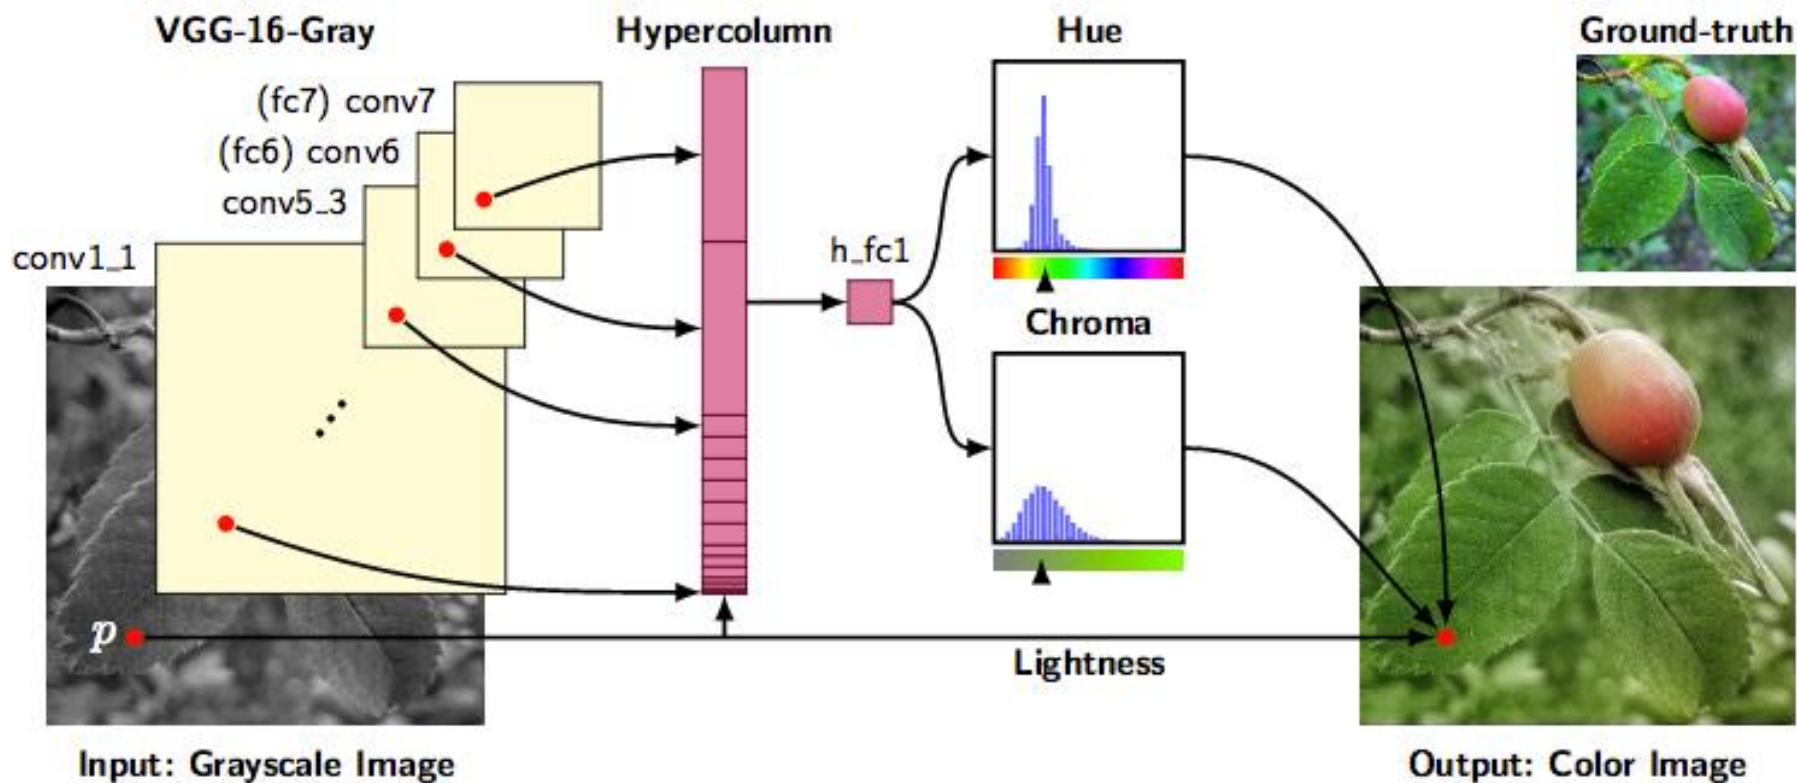 VGG-16-Gray
Hypercolumn
Hue
Ground-truth
(fc7) conv7
(fc6) conv6
conv5_3
conv1_1
h_fc1
Chroma
p
Lightness
Input: Grayscale Image
Output: Color Image